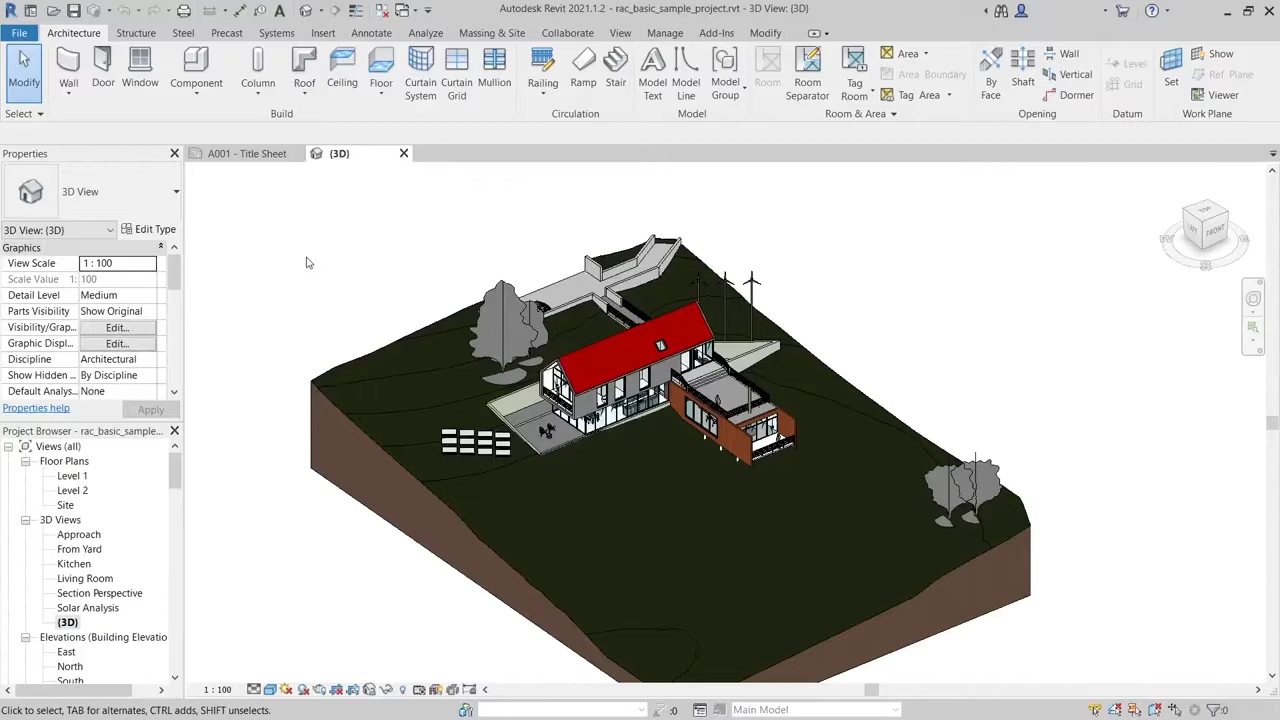 Autodesk Revit 2021.1.2 - rac_basic_sample_project.rvt - 3D View: {3D}
File Architecture Structure Steel Precast Systems Insert Annotate Analyze Massing & Site Collaborate View Manage Add-Ins Modify
Modify Wall Door Window Component Column Roof Ceiling Floor Curtain System Curtain Grid Mullion Railing Ramp Stair Model Text Model Line Model Group Room Room Separator Tag Room Area Area Boundary Tag Area By Face Shaft Wall Vertical Dormer Level Grid Set Show Ref Plane Viewer
Select Build Circulation Model Room & Area Opening Datum Work Plane
Properties
A001 - Title Sheet
{3D}
3D View
3D View: {3D} Edit Type
Graphics
View Scale 1 : 100
Scale Value 1: 100
Detail Level Medium
Parts Visibility Show Original
Visibility/Grap... Edit...
Graphic Displ... Edit...
Discipline Architectural
Show Hidden ... By Discipline
Default Analys... None
Properties help Apply
Project Browser - rac_basic_sample...
Views (all)
Floor Plans
Level 1
Level 2
Site
3D Views
Approach
From Yard
Kitchen
Living Room
Section Perspective
Solar Analysis
{3D}
Elevations (Building Elevatio
East
North
South
TOP
FRONT
1 : 100
Click to select, TAB for alternates, CTRL adds, SHIFT unselects.
:0
Main Model
:0